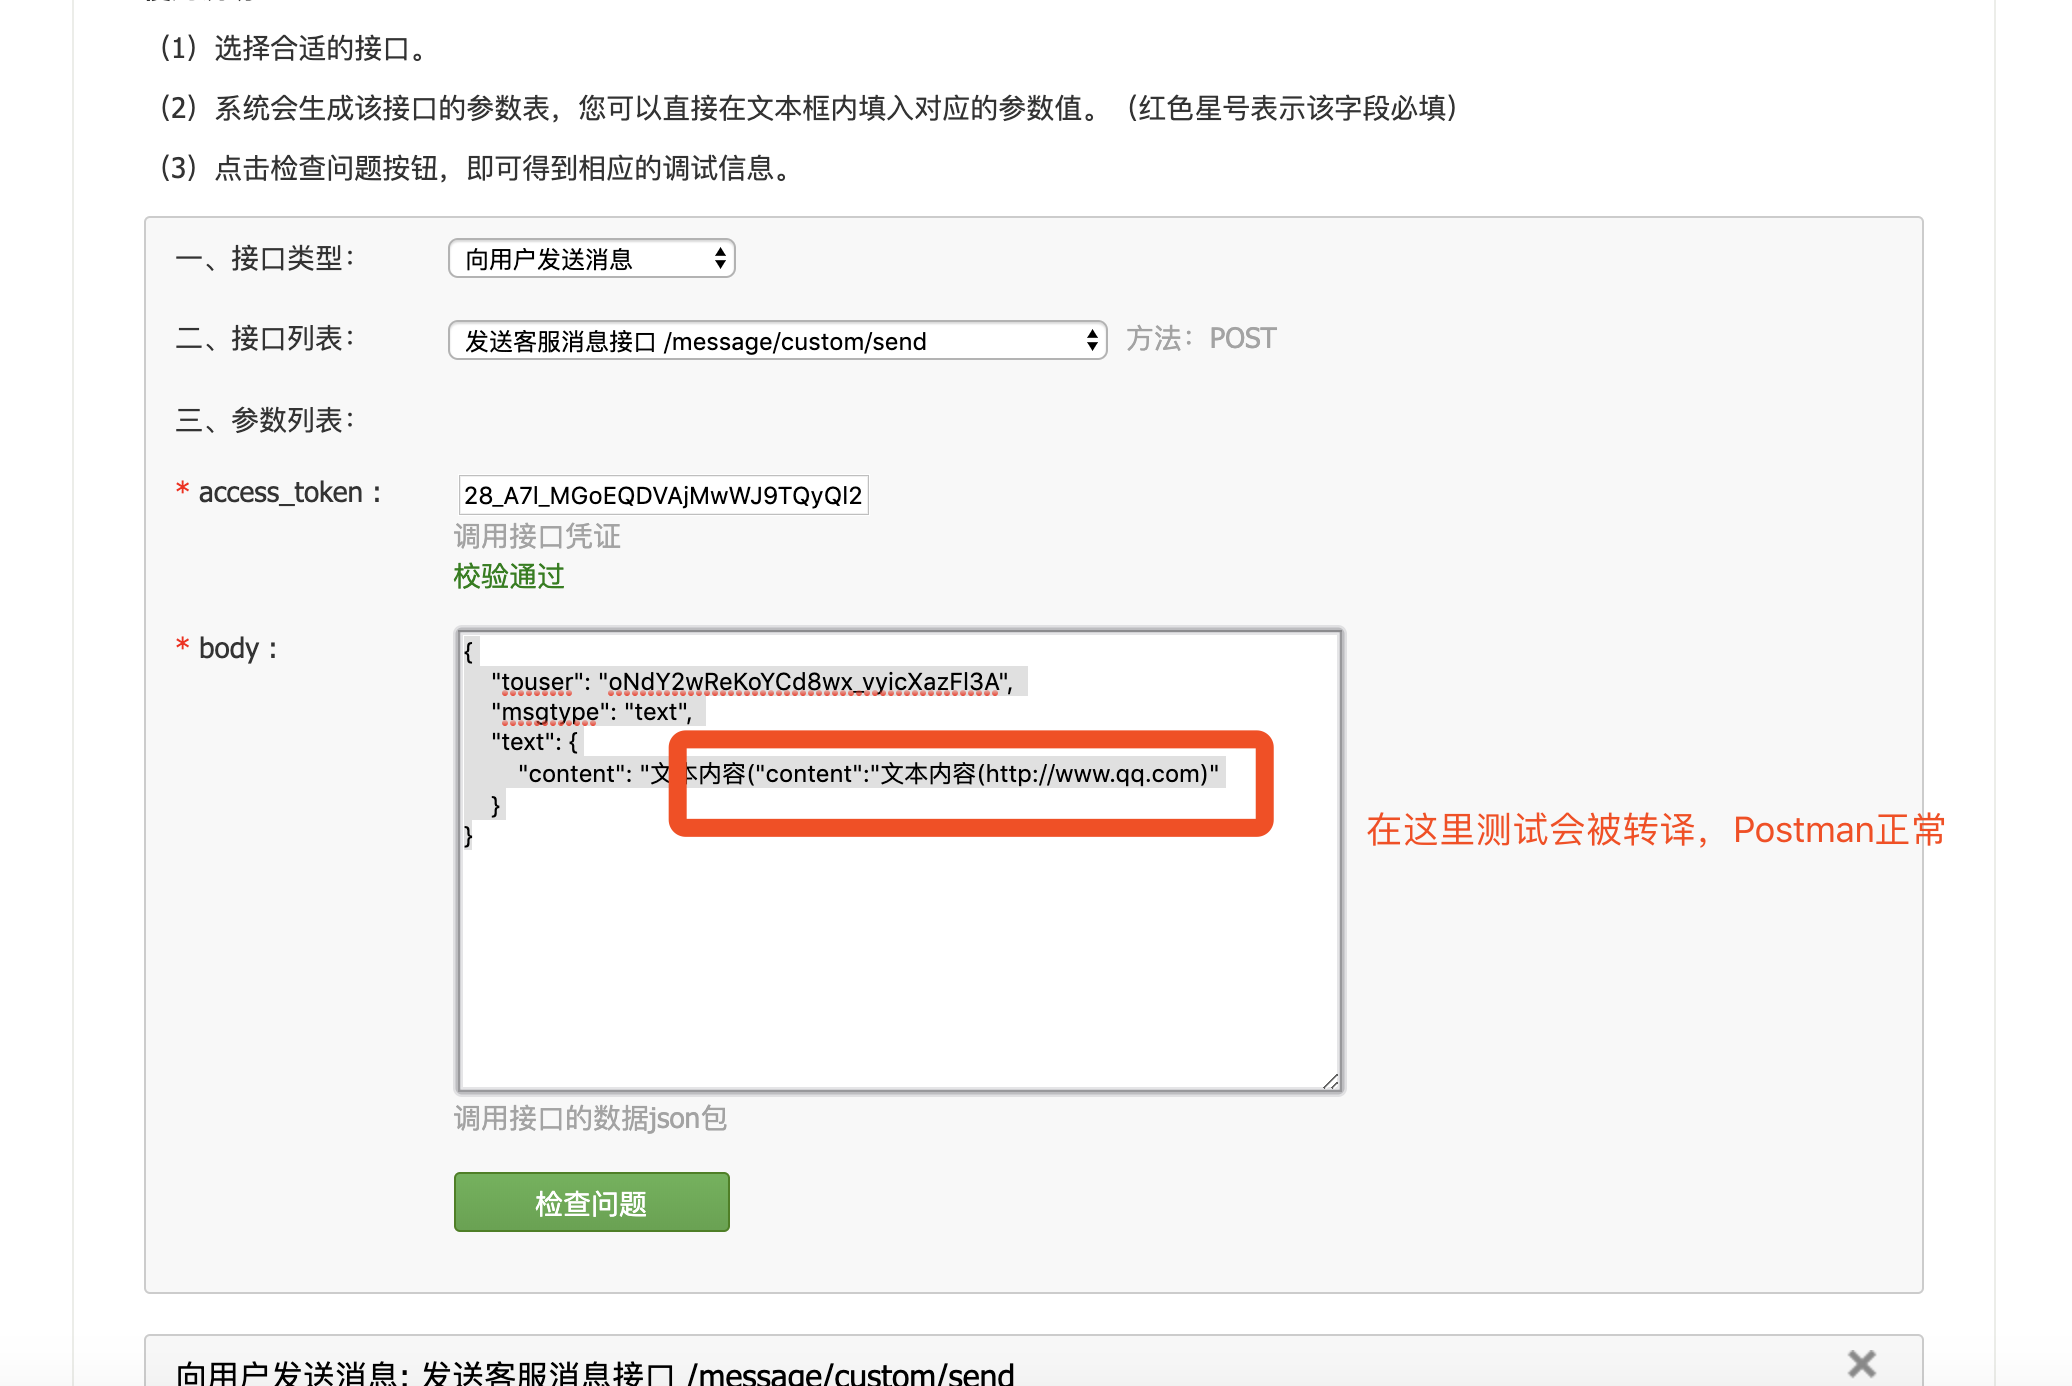 (1) 选择合适的接口。
(2) 系统会生成该接口的参数表，您可以直接在文本框内填入对应的参数值。（红色星号表示该字段必填）
(3) 点击检查问题按钮，即可得到相应的调试信息。
一、接口类型： 向用户发送消息
二、接口列表： 发送客服消息接口 /message/custom/send 方法：POST
三、参数列表：
* access_token : 28_A7l_MGoEQDVAjMwWJ9TQyQl2
调用接口凭证
校验通过
* body :
{
"touser": "oNdY2wReKoYCd8wx_vyicXazFl3A",
"msgtype": "text",
"text": {
"content": "文本内容("content":"文本内容(http://www.qq.com)"
}
}
在这里测试会被转译，Postman正常
调用接口的数据json包
检查问题
向用户发送消息: 发送客服消息接口 /message/custom/send